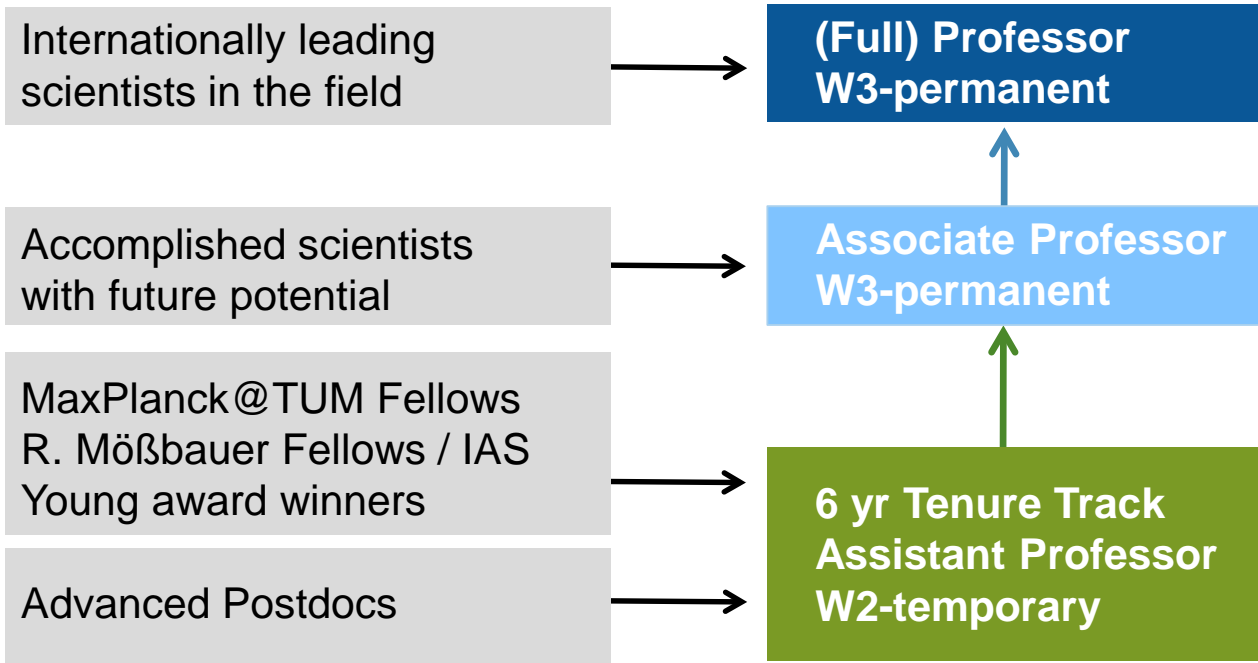 Internationally leading
scientists in the field
(Full) Professor
W3-permanent
Accomplished scientists
with future potential
Associate Professor
W3-permanent
MaxPlanck@TUM Fellows
R. Mößbauer Fellows / IAS
Young award winners
Advanced Postdocs
6 yr Tenure Track
Assistant Professor
W2-temporary